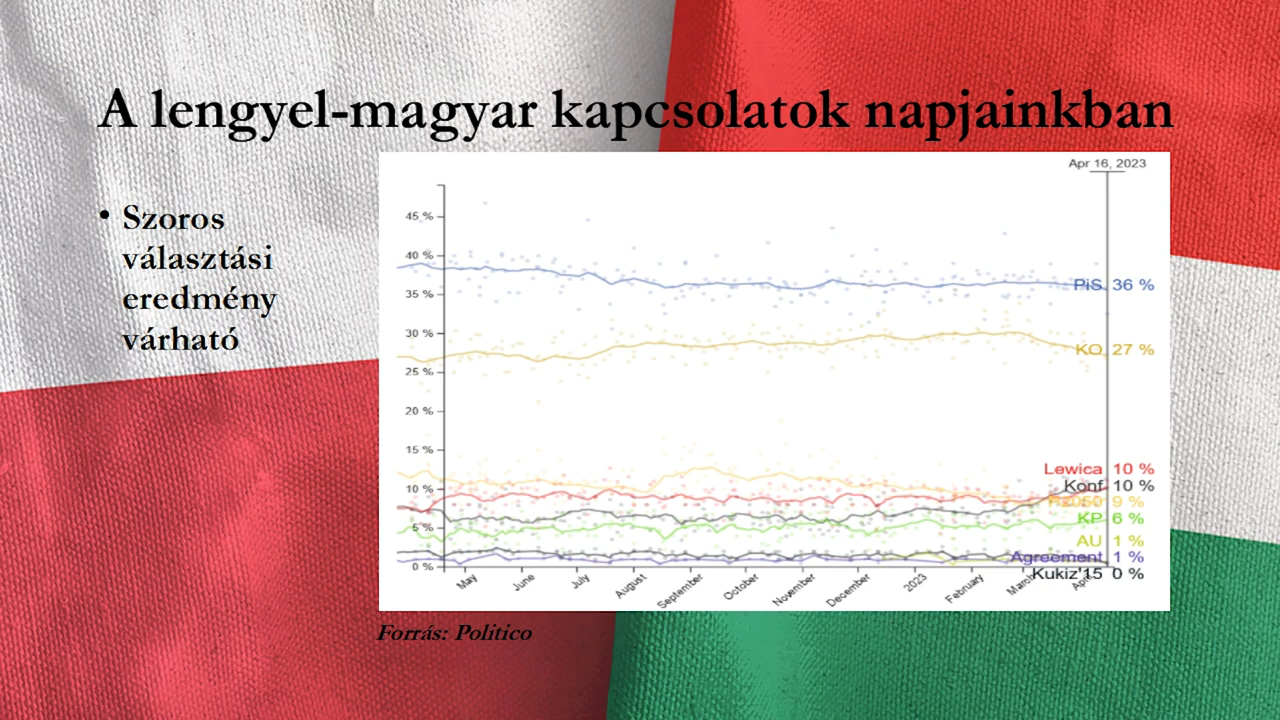 A lengyel-magyar kapcsolatok napjainkban
• Szoros
választási
eredmény
várható
Apr 16, 2023
45 %
40 %
35 %
30 %
25 %
20 %
15 %
10 %
5 %
0 %
PiS 36 %
KO 27 %
Lewica 10 %
Konf 10 %
PL2050 9 %
KP 6 %
AU 1 %
Agreement 1 %
Kukiz'15 0 %
May
June
July
August
September
October
November
December
2023
February
March
Forrás: Politico